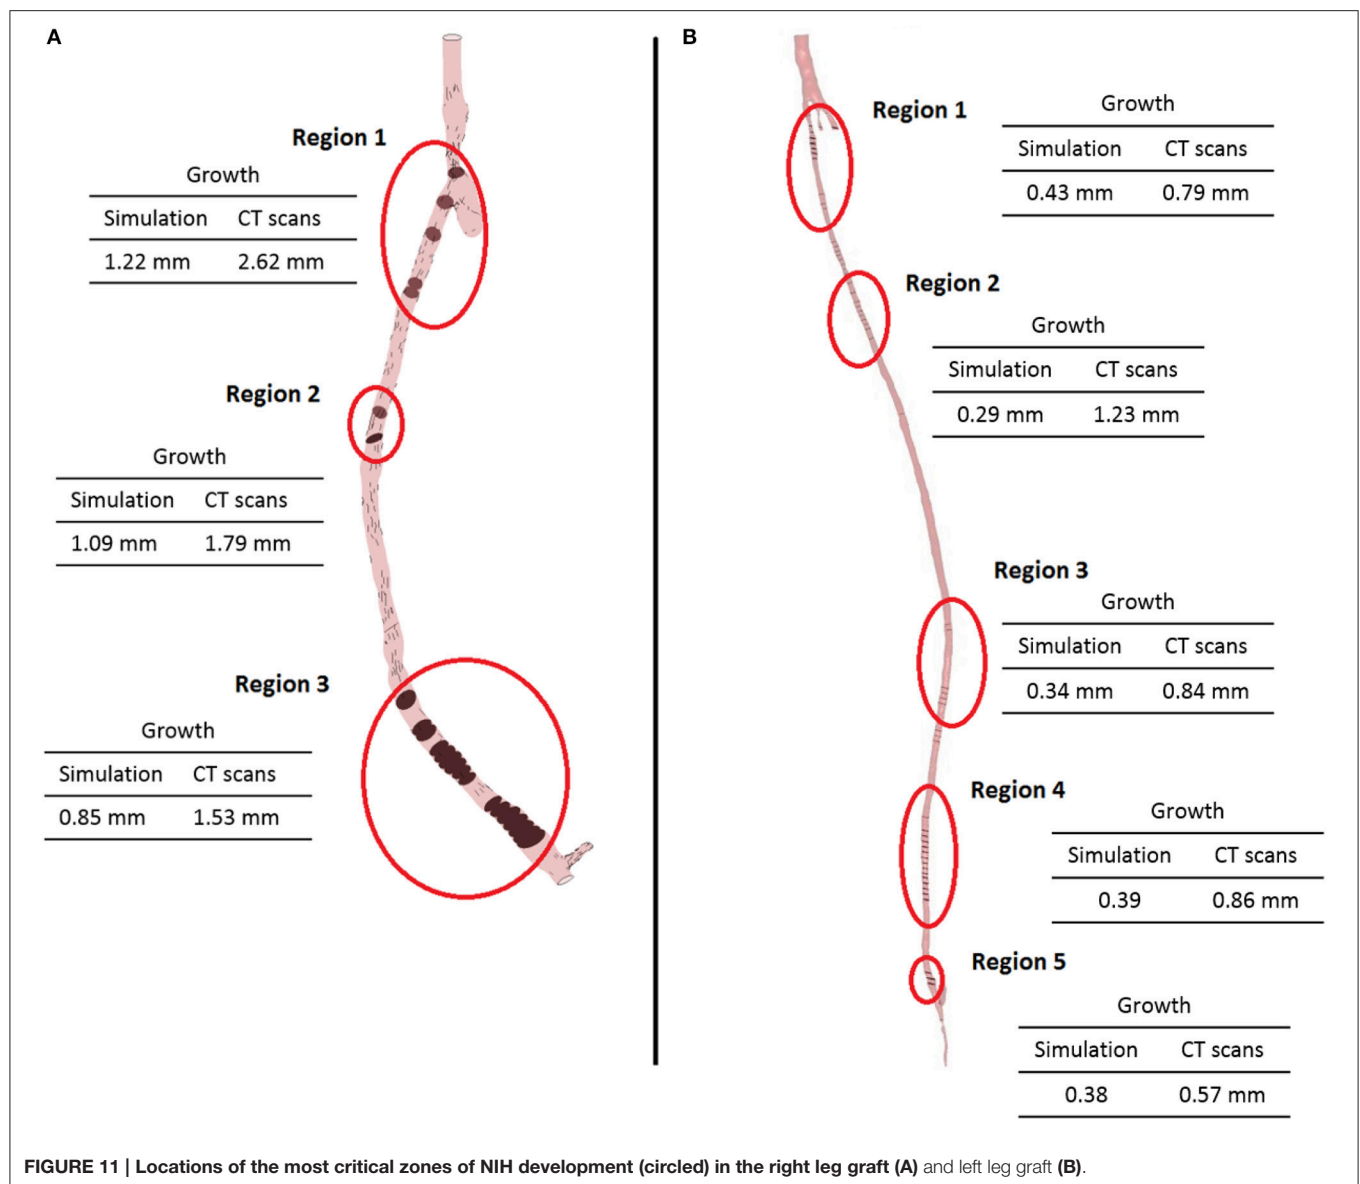 A
Region 1
Growth
Simulation CT scans
1.22 mm 2.62 mm
Region 2
Growth
Simulation CT scans
1.09 mm 1.79 mm
Region 3
Growth
Simulation CT scans
0.85 mm 1.53 mm
B
Region 1
Growth
Simulation CT scans
0.43 mm 0.79 mm
Region 2
Growth
Simulation CT scans
0.29 mm 1.23 mm
Region 3
Growth
Simulation CT scans
0.34 mm 0.84 mm
Region 4
Growth
Simulation CT scans
0.39 0.86 mm
Region 5
Growth
Simulation CT scans
0.38 0.57 mm
FIGURE 11 | Locations of the most critical zones of NIH development (circled) in the right leg graft (A) and left leg graft (B).